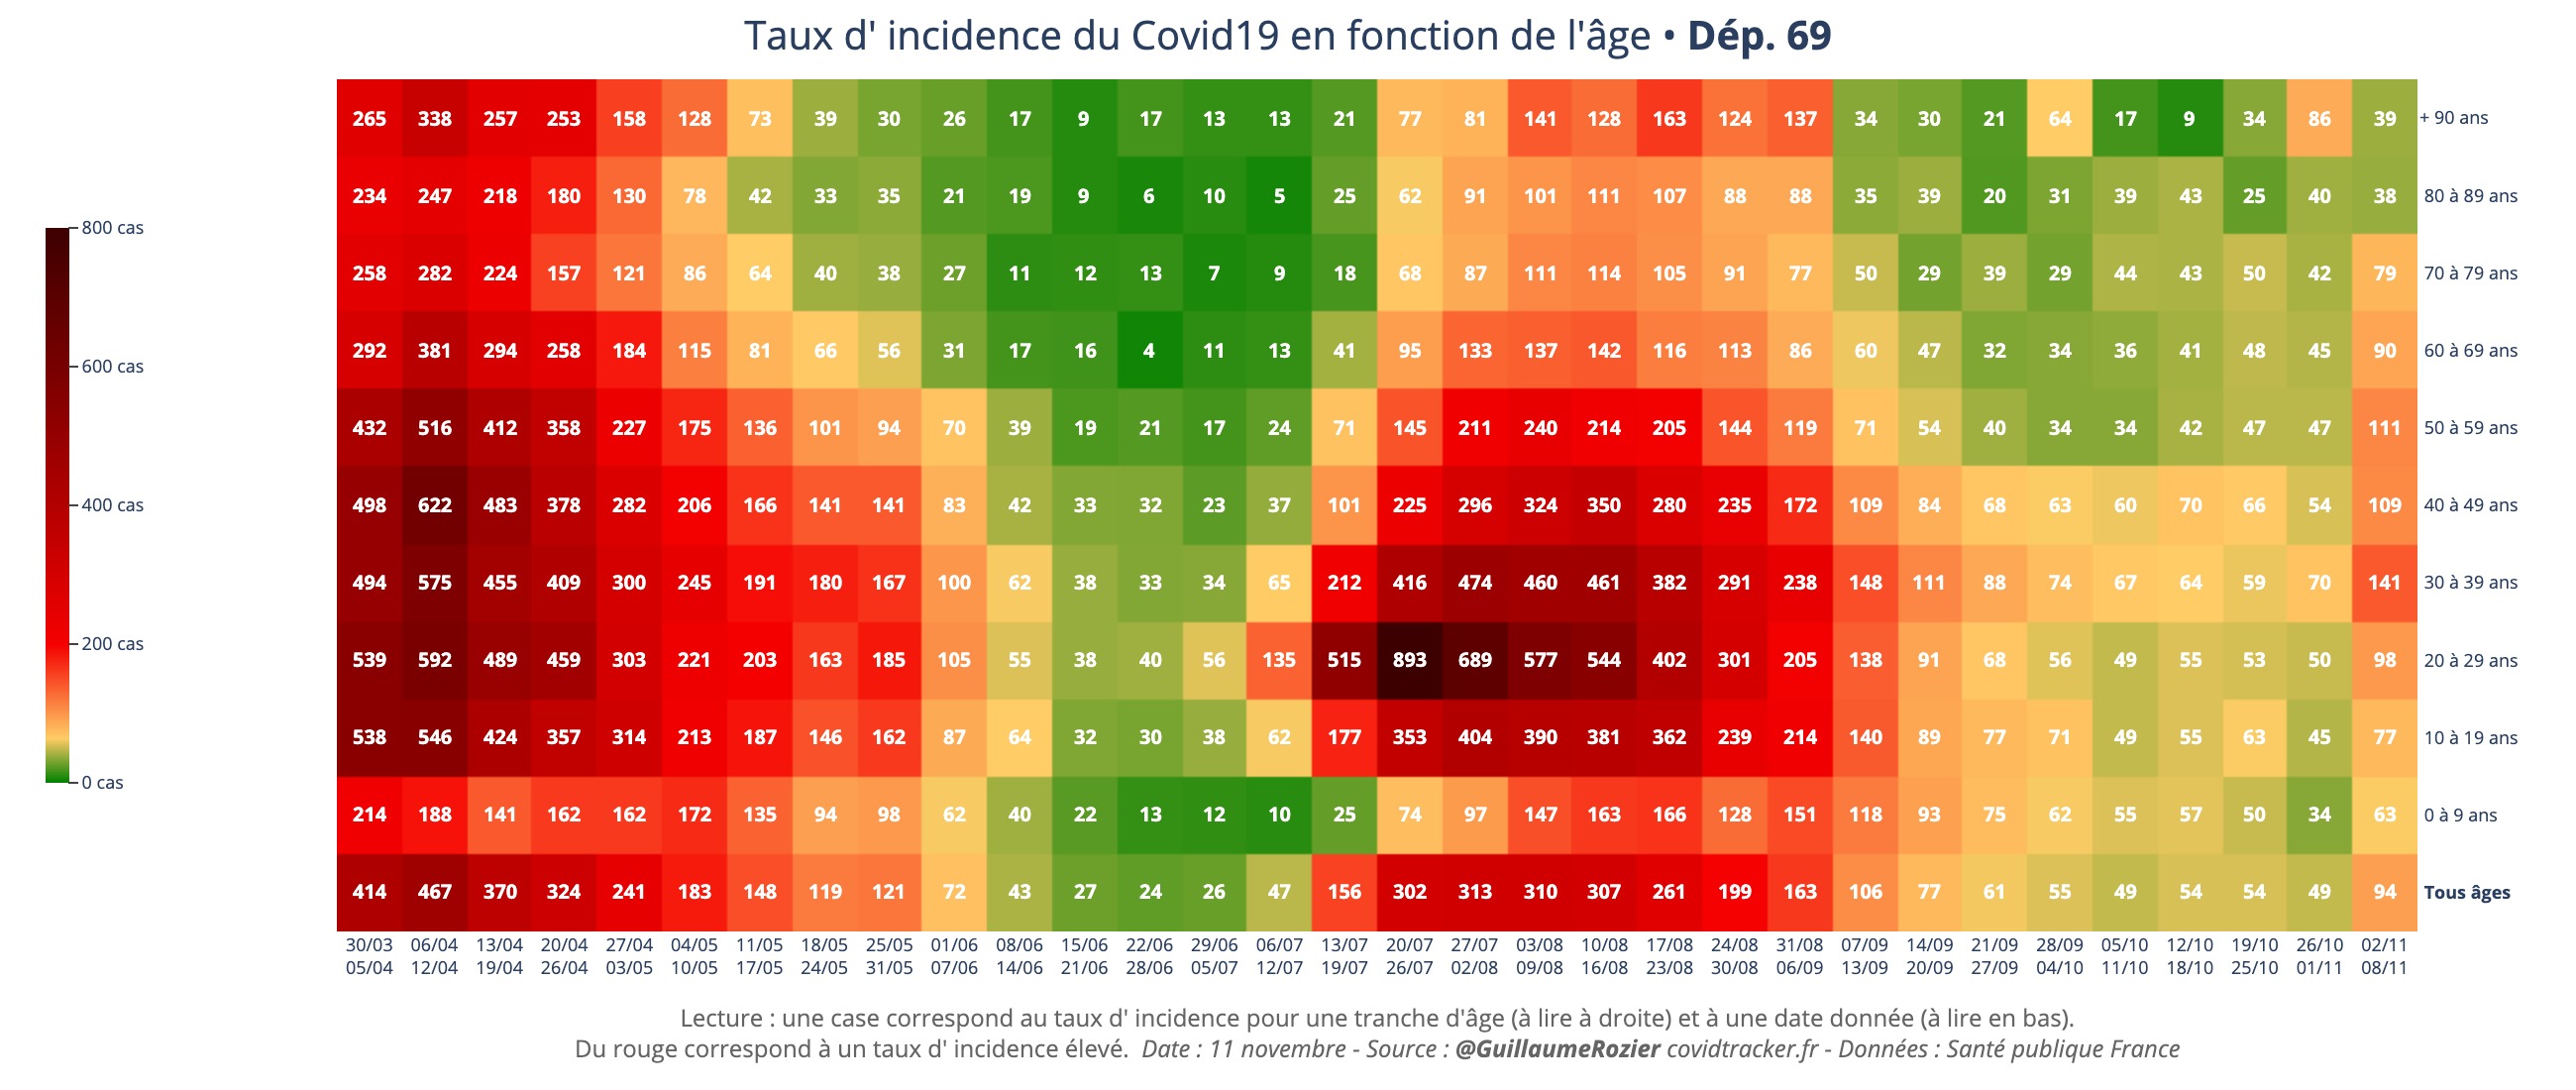 Taux d' incidence du Covid19 en fonction de l'âge • Dép. 69
800 cas
600 cas
400 cas
200 cas
0 cas
265 338 257 253 158 128 73 39 30 26 17 9 17 13 13 21 77 81 141 128 163 124 137 34 30 21 64 17 9 34 86 39 + 90 ans
234 247 218 180 130 78 42 33 35 21 19 9 6 10 5 25 62 91 101 111 107 88 88 35 39 20 31 39 43 25 40 38 80 à 89 ans
258 282 224 157 121 86 64 40 38 27 11 12 13 7 9 18 68 87 111 114 105 91 77 50 29 39 29 44 43 50 42 79 70 à 79 ans
292 381 294 258 184 115 81 66 56 31 17 16 4 11 13 41 95 133 137 142 116 113 86 60 47 32 34 36 41 48 45 90 60 à 69 ans
432 516 412 358 227 175 136 101 94 70 39 19 21 17 24 71 145 211 240 214 205 144 119 71 54 40 34 34 42 47 47 111 50 à 59 ans
498 622 483 378 282 206 166 141 141 83 42 33 32 23 37 101 225 296 324 350 280 235 172 109 84 68 63 60 70 66 54 109 40 à 49 ans
494 575 455 409 300 245 191 180 167 100 62 38 33 34 65 212 416 474 460 461 382 291 238 148 111 88 74 67 64 59 70 141 30 à 39 ans
539 592 489 459 303 221 203 163 185 105 55 38 40 56 135 515 893 689 577 544 402 301 205 138 91 68 56 49 55 53 50 98 20 à 29 ans
538 546 424 357 314 213 187 146 162 87 64 32 30 38 62 177 353 404 390 381 362 239 214 140 89 77 71 49 55 63 45 77 10 à 19 ans
214 188 141 162 162 172 135 94 98 62 40 22 13 12 10 25 74 97 147 163 166 128 151 118 93 75 62 55 57 50 34 63 0 à 9 ans
414 467 370 324 241 183 148 119 121 72 43 27 24 26 47 156 302 313 310 307 261 199 163 106 77 61 55 49 54 54 49 94 Tous âges
30/03 06/04 13/04 20/04 27/04 04/05 11/05 18/05 25/05 01/06 08/06 15/06 22/06 29/06 06/07 13/07 20/07 27/07 03/08 10/08 17/08 24/08 31/08 07/09 14/09 21/09 28/09 05/10 12/10 19/10 26/10 02/11
05/04 12/04 19/04 26/04 03/05 10/05 17/05 24/05 31/05 07/06 14/06 21/06 28/06 05/07 12/07 19/07 26/07 02/08 09/08 16/08 23/08 30/08 06/09 13/09 20/09 27/09 04/10 11/10 18/10 25/10 01/11 08/11
Lecture : une case correspond au taux d' incidence pour une tranche d'âge (à lire à droite) et à une date donnée (à lire en bas).
Du rouge correspond à un taux d' incidence élevé. Date : 11 novembre - Source : @GuillaumeRozier covidtracker.fr - Données : Santé publique France